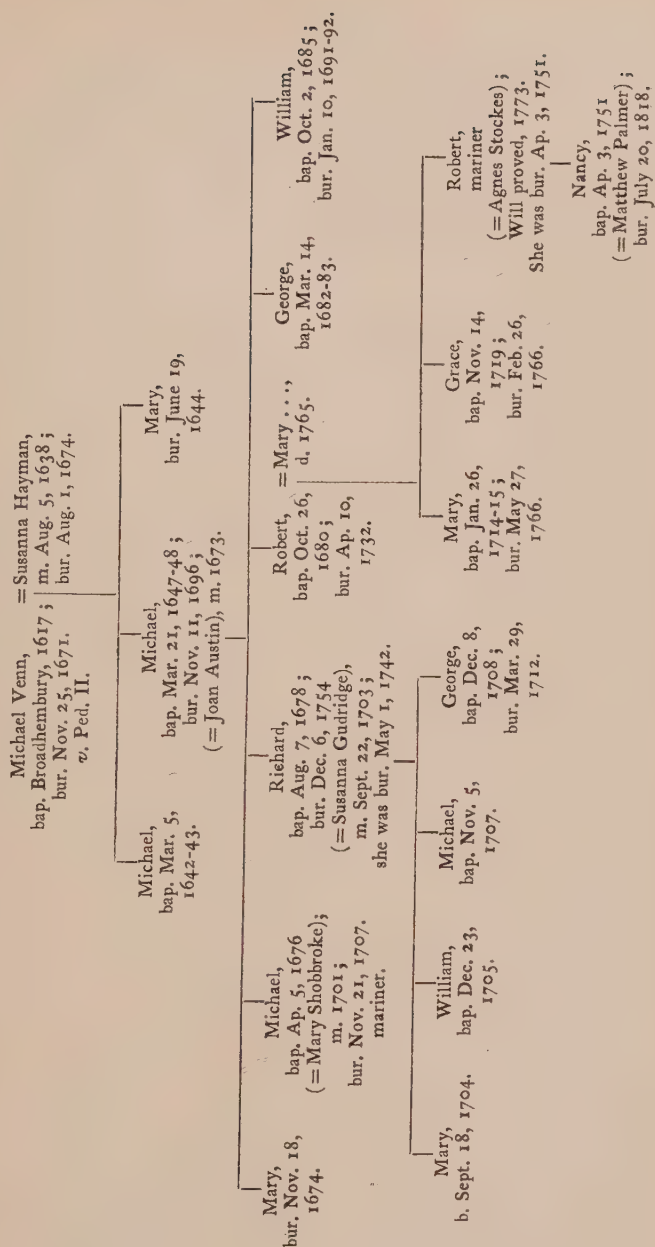 Michael Venn, =Susanna Hayman,
bap. Broadhembury, 1617; m. Aug. 5, 1638;
bur. Nov. 25, 1671. bur. Aug. 1, 1674.
v. Ped. II.
Michael,
bap. Mar. 5,
1642-43.
Michael,
bap. Mar. 21, 1647-48;
bur. Nov. 11, 1696;
(=Joan Austin), m. 1673.
Mary,
bur. June 19,
1644.
Mary,
bur. Nov. 18,
1674.
Michael,
bap. Ap. 5, 1676
(=Mary Shobbroke);
m. 1701;
bur. Nov. 21, 1707.
mariner.
Richard,
bap. Aug. 7, 1678;
bur. Dec. 6, 1754
(=Susanna Gudridge),
m. Sept. 22, 1703;
she was bur. May 1, 1742.
Robert, =Mary ...,
bap. Oct. 26, d. 1765.
1680;
bur. Ap. 10,
1732.
George,
bap. Mar. 14,
1682-83.
William,
bap. Oct. 2, 1685;
bur. Jan. 10, 1691-92.
Mary,
b. Sept. 18, 1704.
William,
bap. Dec. 23,
1705.
Michael,
bap. Nov. 5,
1707.
George,
bap. Dec. 8,
1708;
bur. Mar. 29,
1712.
Mary,
bap. Jan. 26,
1714-15;
bur. May 27,
1766.
Grace,
bap. Nov. 14,
1719;
bur. Feb. 26,
1766.
Robert,
mariner
(=Agnes Stockes);
Will proved, 1773.
She was bur. Ap. 3, 1751.
Nancy,
bap. Ap. 3, 1751
(=Matthew Palmer);
bur. July 20, 1818.